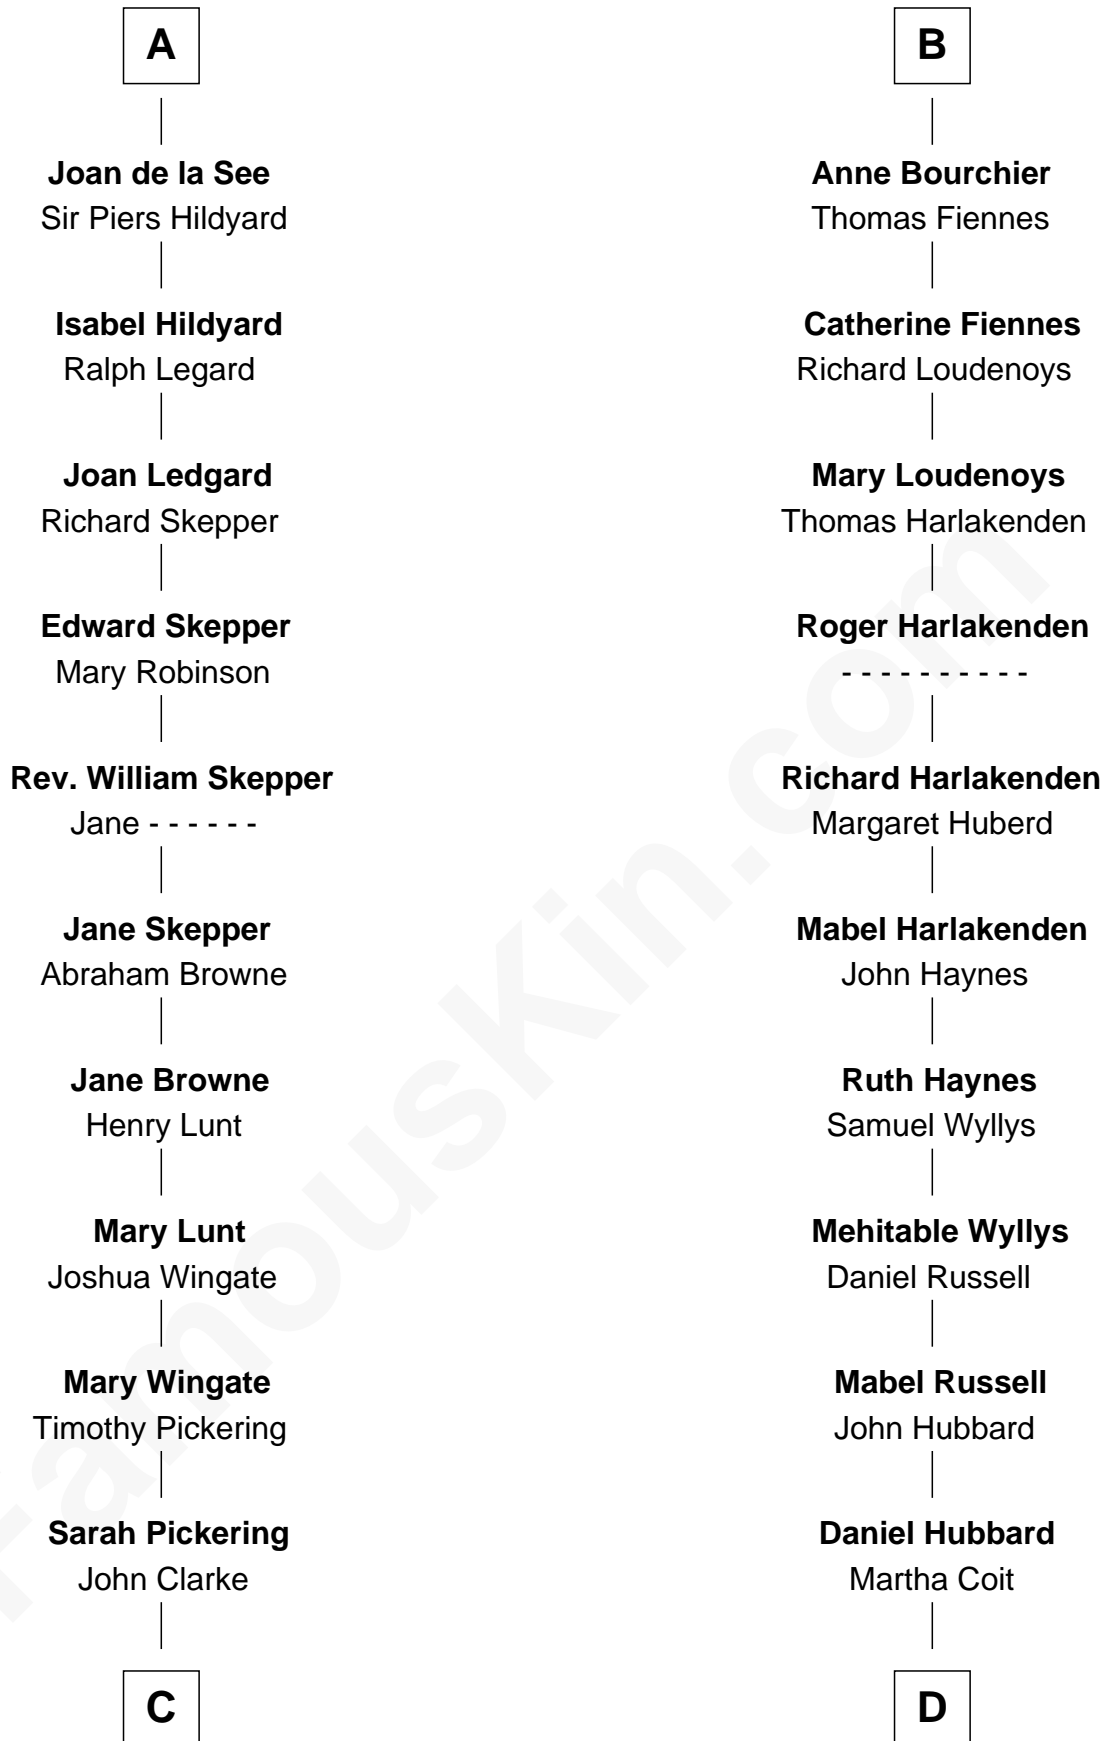 A
Joan de la See
Sir Piers Hildyard
Isabel Hildyard
Ralph Legard
Joan Ledgard
Richard Skepper
Edward Skepper
Mary Robinson
Rev. William Skepper
Jane - - - - - -
Jane Skepper
Abraham Browne
Jane Browne
Henry Lunt
Mary Lunt
Joshua Wingate
Mary Wingate
Timothy Pickering
Sarah Pickering
John Clarke
C
B
Anne Bourchier
Thomas Fiennes
Catherine Fiennes
Richard Loudenoys
Mary Loudenoys
Thomas Harlakenden
Roger Harlakenden
- - - - - - - - - -
Richard Harlakenden
Margaret Huberd
Mabel Harlakenden
John Haynes
Ruth Haynes
Samuel Wyllys
Mehitable Wyllys
Daniel Russell
Mabel Russell
John Hubbard
Daniel Hubbard
Martha Coit
D
FamousKin.com